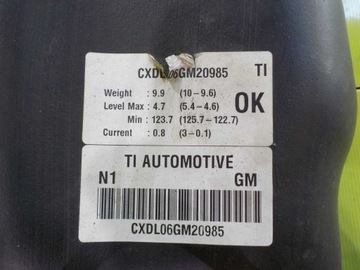 CXDL06GM20985 TI
Weight : 9.9 (10-9.6)
Level Max : 4.7 (5.4-4.6) OK
Min : 123.7 (125.7-122.7)
Current : 0.8 (3-0.1)
TI AUTOMOTIVE
N1 GM
CXDL06GM20985